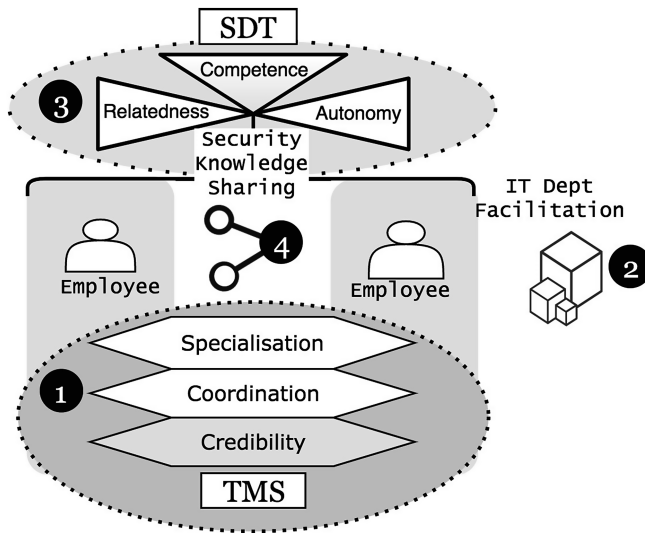 SDT
Competence
3
Relatedness
Autonomy
Security
Knowledge
Sharing
IT Dept
Facilitation
4
2
Employee
Employee
Specialisation
1
Coordination
Credibility
TMS